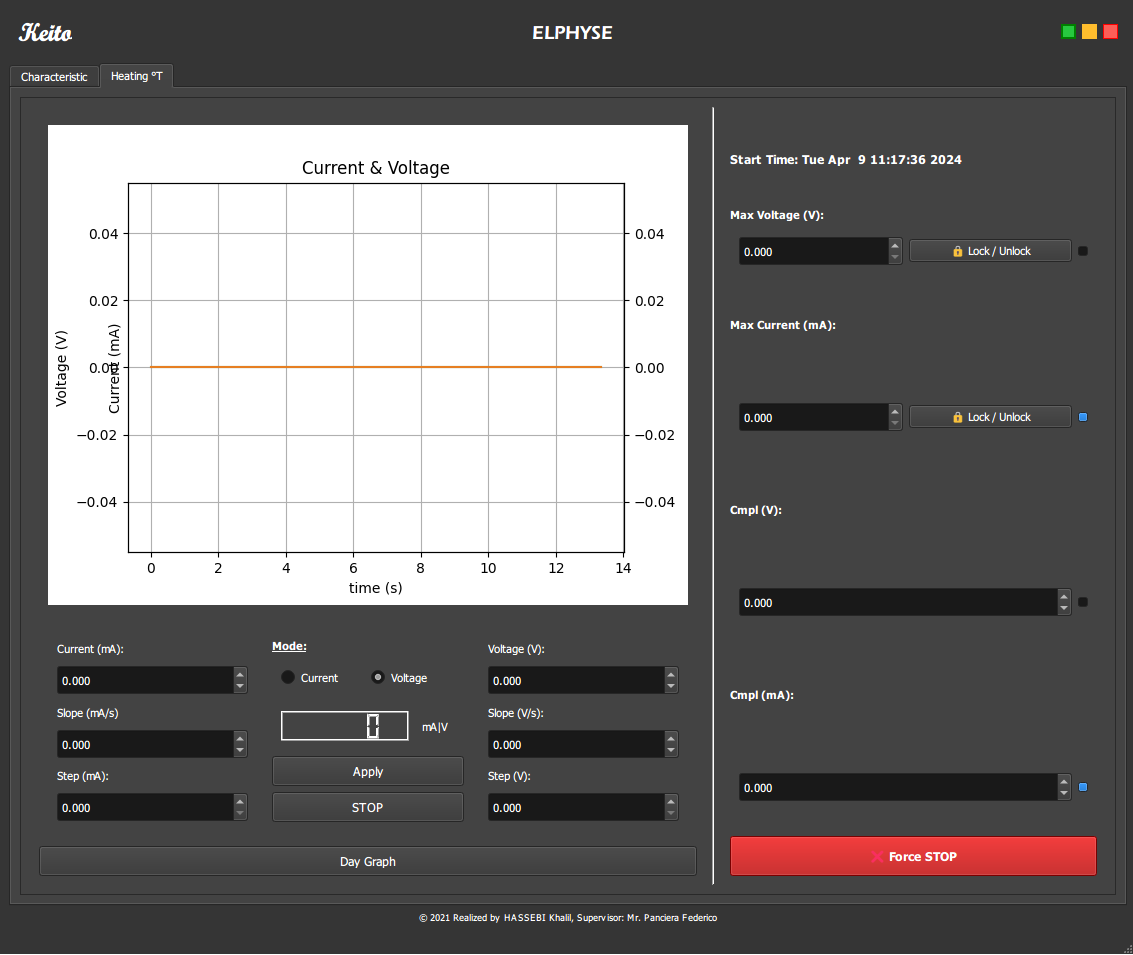 Keito
ELPHYSE
Characteristic
Heating °T
Current & Voltage
Voltage (V)
Current (mA)
0.04
0.02
0.00
−0.02
−0.04
0.04
0.02
0.00
−0.02
−0.04
0 2 4 6 8 10 12 14
time (s)
Current (mA):
0.000
Slope (mA/s)
0.000
Step (mA):
0.000
Mode:
Current
Voltage
0
mA|V
Apply
STOP
Voltage (V):
0.000
Slope (V/s):
0.000
Step (V):
0.000
Day Graph
Start Time: Tue Apr  9 11:17:36 2024
Max Voltage (V):
0.000
Lock / Unlock
Max Current (mA):
0.000
Lock / Unlock
Cmpl (V):
0.000
Cmpl (mA):
0.000
Force STOP
© 2021 Realized by HASSEBI Khalil, Supervisor: Mr. Panciera Federico